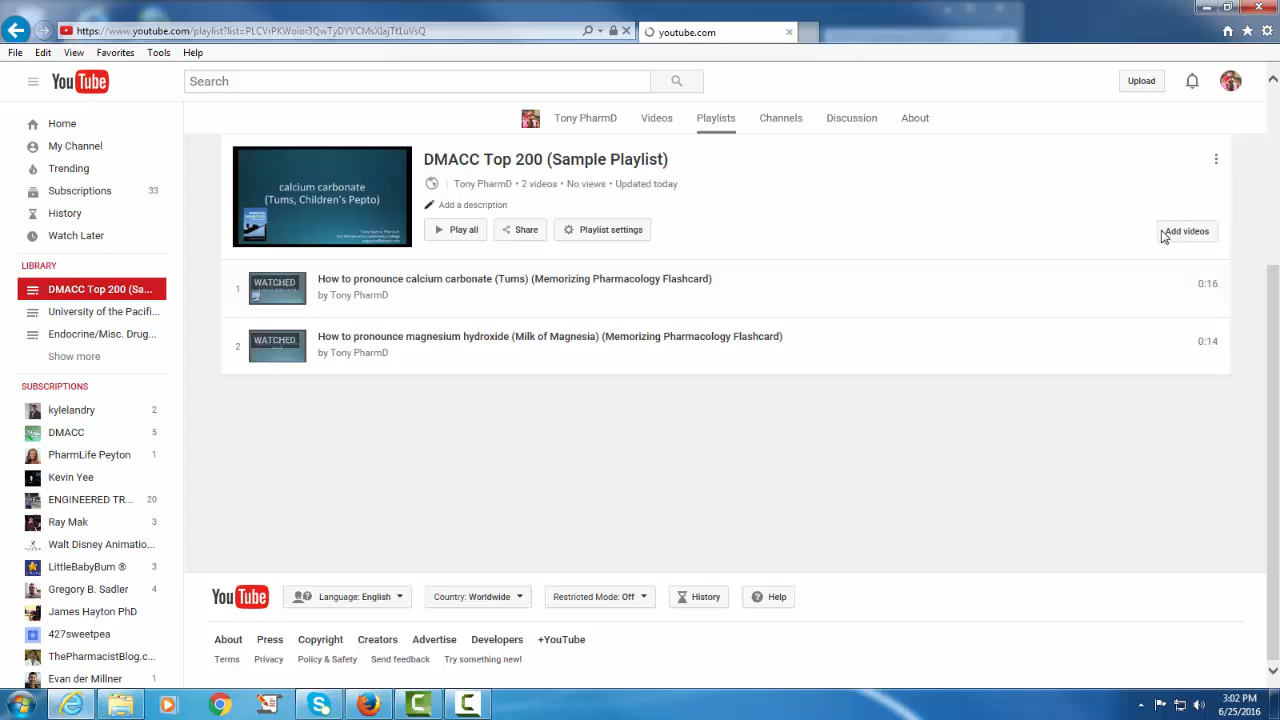 https://www.youtube.com/playlist?list=PLCVrPKWoior3QwTyDYVCMsXIajTt1uVsQ
youtube.com
File Edit View Favorites Tools Help
YouTube
Search
Upload
Tony PharmD Videos Playlists Channels Discussion About
Home
My Channel
Trending
Subscriptions 33
History
Watch Later
LIBRARY
DMACC Top 200 (Sa...
University of the Pacifi...
Endocrine/Misc. Drug...
Show more
SUBSCRIPTIONS
kylelandry 2
DMACC 5
PharmLife Peyton 1
Kevin Yee
ENGINEERED TR... 20
Ray Mak 3
Walt Disney Animatio...
LittleBabyBum ® 3
Gregory B. Sadler 4
James Hayton PhD
427sweetpea
ThePharmacistBlog.c...
Evan der Millner
calcium carbonate
(Tums, Children's Pepto)
DMACC Top 200 (Sample Playlist)
Tony PharmD • 2 videos • No views • Updated today
Add a description
Play all Share Playlist settings
Add videos
1 WATCHED How to pronounce calcium carbonate (Tums) (Memorizing Pharmacology Flashcard) 0:16
by Tony PharmD
2 WATCHED How to pronounce magnesium hydroxide (Milk of Magnesia) (Memorizing Pharmacology Flashcard) 0:14
by Tony PharmD
YouTube Language: English Country: Worldwide Restricted Mode: Off History Help
About Press Copyright Creators Advertise Developers +YouTube
Terms Privacy Policy & Safety Send feedback Try something new!
3:02 PM
6/25/2016